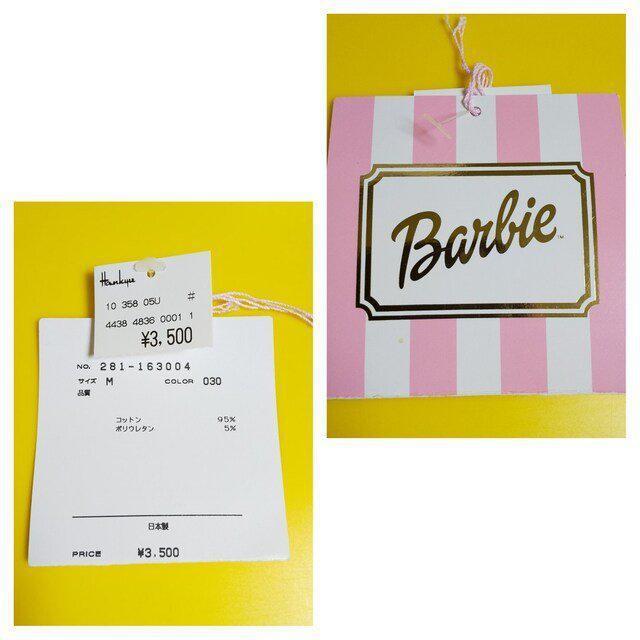 Barbie™
Hankyu
10 358 05U #
4438 4836 0001 1
¥3,500
NO. 281-163004
サイズ M COLOR 030
品質
コットン 95%
ポリウレタン 5%
日本製
PRICE ¥3,500